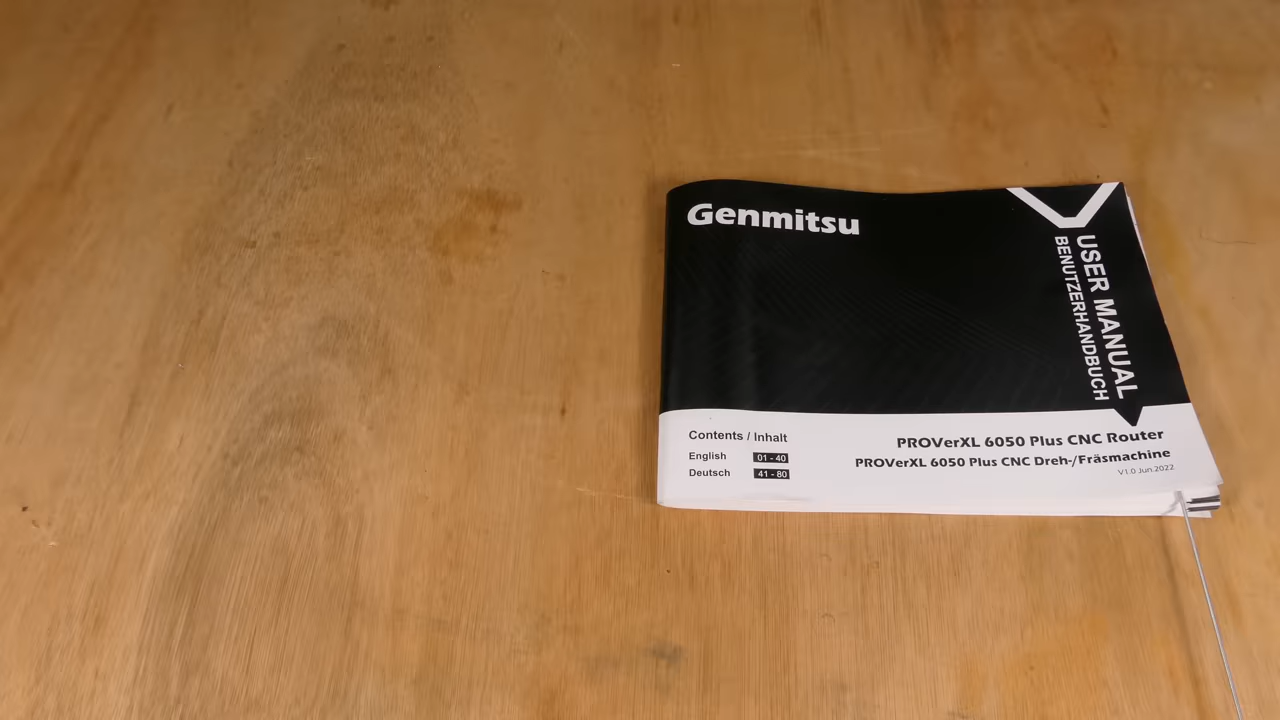 Genmitsu
USER MANUAL
BENUTZERHANDBUCH
Contents / Inhalt
English 01 - 40
Deutsch 41 - 80
PROVerXL 6050 Plus CNC Router
PROVerXL 6050 Plus CNC Dreh-/Fräsmachine
V1.0 Jun.2022